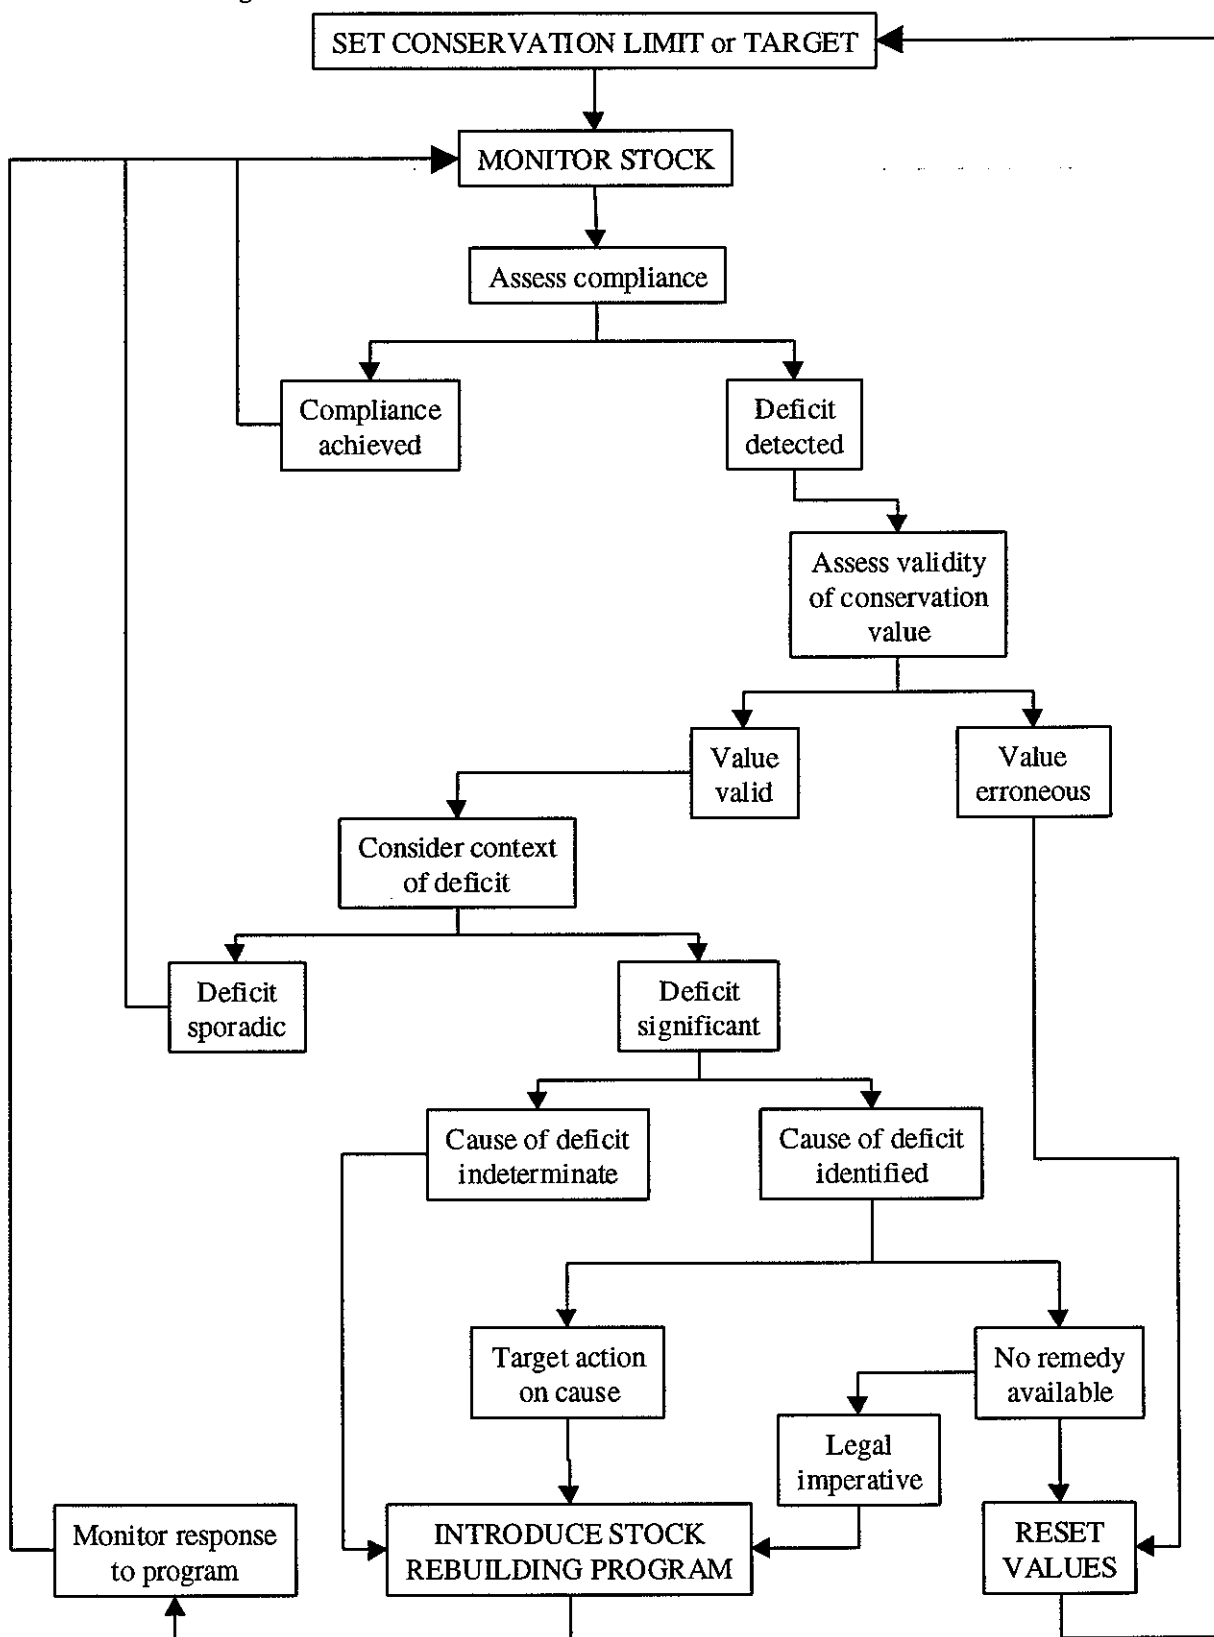 SET CONSERVATION LIMIT or TARGET
MONITOR STOCK
Assess compliance
Compliance
achieved
Deficit
detected
Assess validity
of conservation
value
Value
valid
Value
erroneous
Consider context
of deficit
Deficit
sporadic
Deficit
significant
Cause of deficit
indeterminate
Cause of deficit
identified
Target action
on cause
No remedy
available
Legal
imperative
Monitor response
to program
INTRODUCE STOCK
REBUILDING PROGRAM
RESET
VALUES